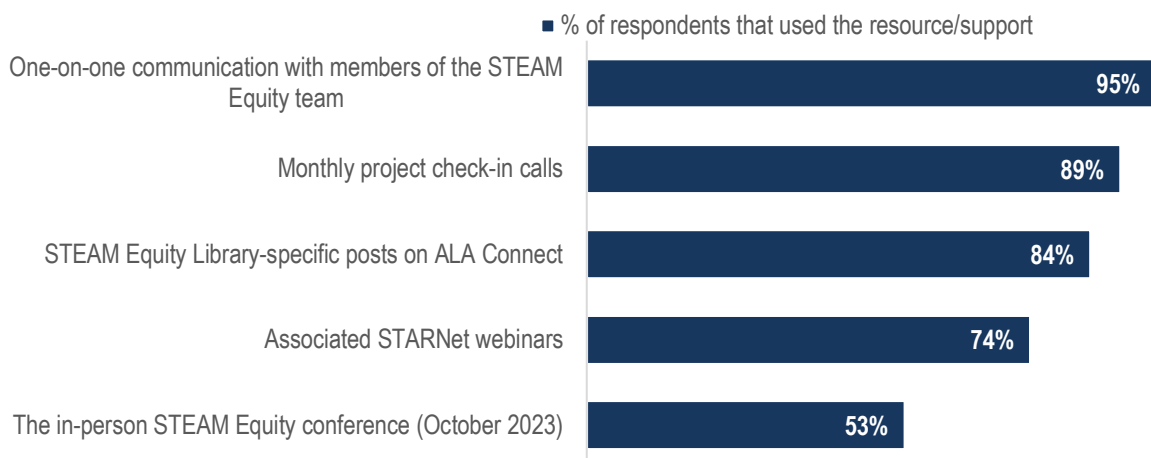 % of respondents that used the resource/support
One-on-one communication with members of the STEAM
Equity team
95%
Monthly project check-in calls
89%
STEAM Equity Library-specific posts on ALA Connect
84%
Associated STARNet webinars
74%
The in-person STEAM Equity conference (October 2023)
53%